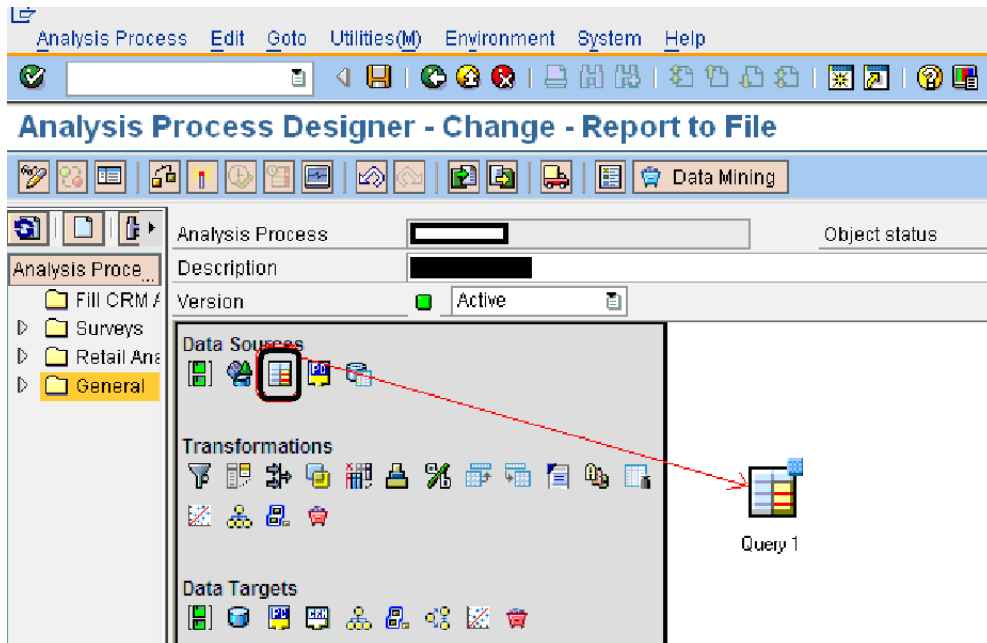 Analysis Process Edit Goto Utilities(M) Environment System Help
Analysis Process Designer - Change - Report to File
Data Mining
Analysis Process Object status
Analysis Proce...
Description
Fill CRM A
Version Active
Surveys
Retail Ana
General
Data Sources
Transformations
Query 1
Data Targets